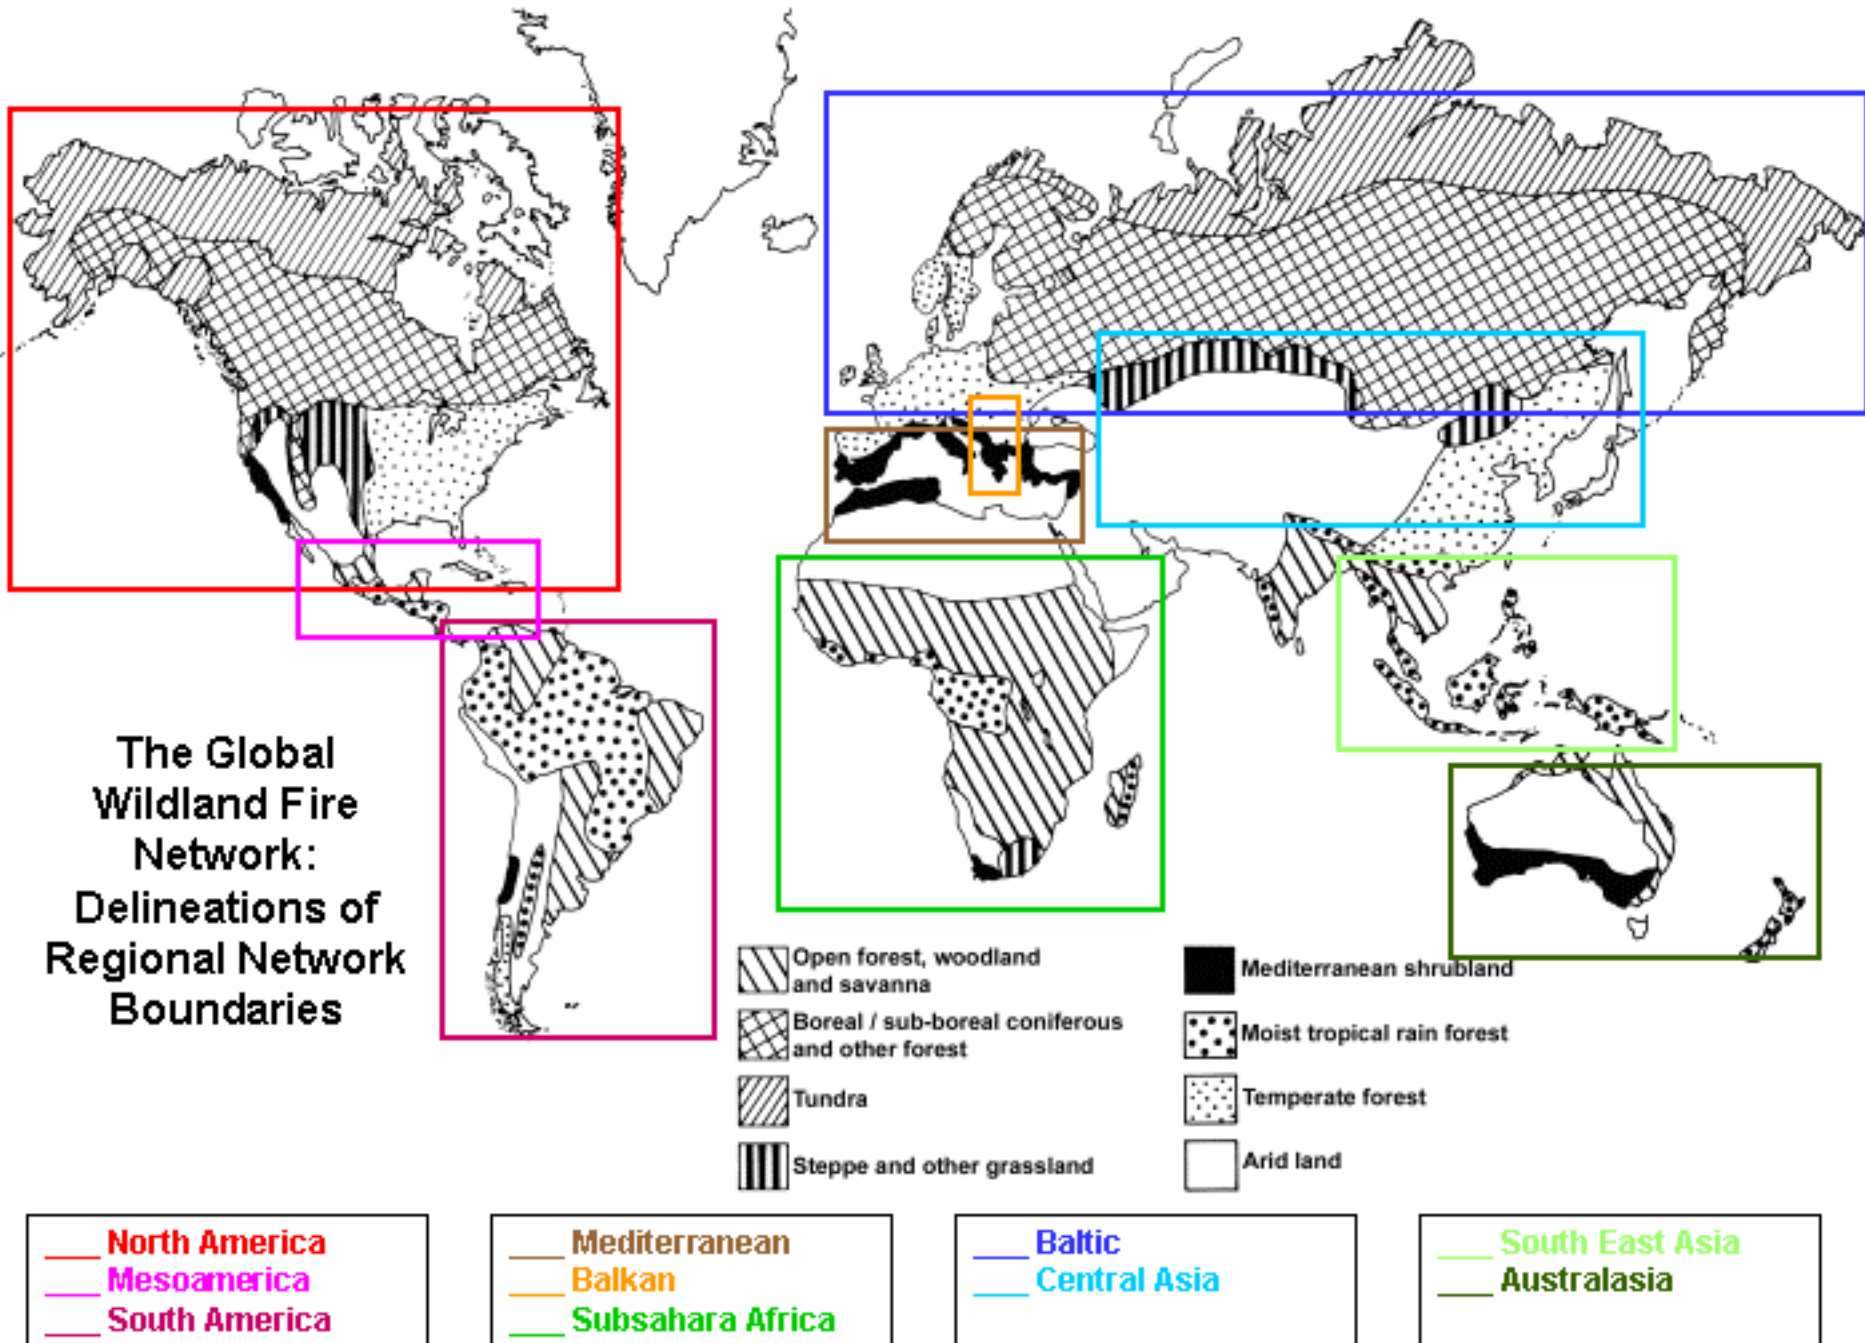 The Global
Wildland Fire
Network:
Delineations of
Regional Network
Boundaries
Open forest, woodland
and savanna
Boreal / sub-boreal coniferous
and other forest
Tundra
Steppe and other grassland
Mediterranean shrubland
Moist tropical rain forest
Temperate forest
Arid land
North America
Mesoamerica
South America
Mediterranean
Balkan
Subsahara Africa
Baltic
Central Asia
South East Asia
Australasia